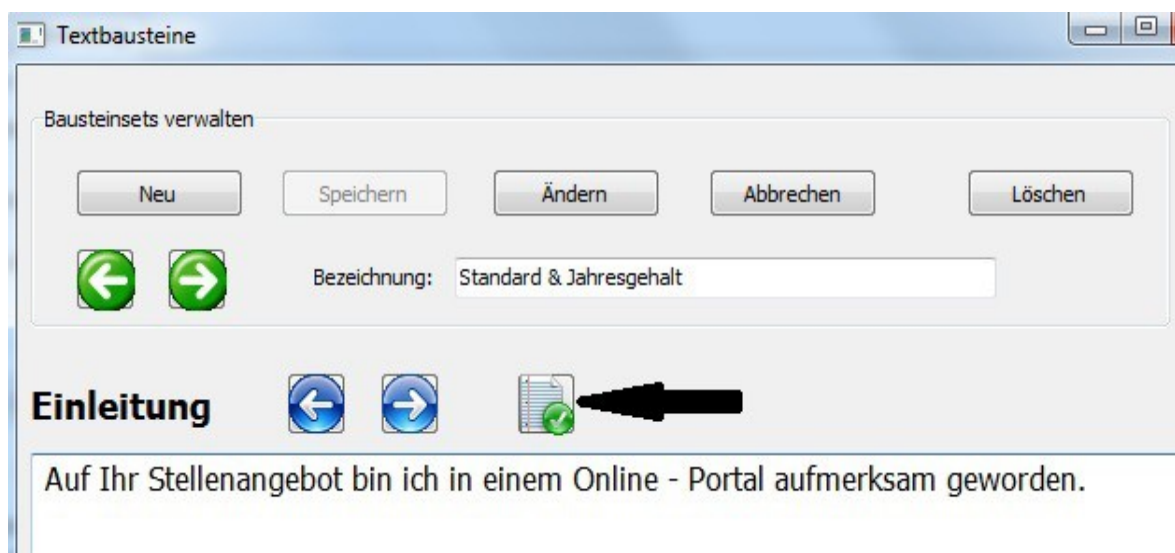 Textbausteine
Bausteinsets verwalten
Neu Speichern Ändern Abbrechen Löschen
Bezeichnung: Standard & Jahresgehalt
Einleitung
Auf Ihr Stellenangebot bin ich in einem Online - Portal aufmerksam geworden.